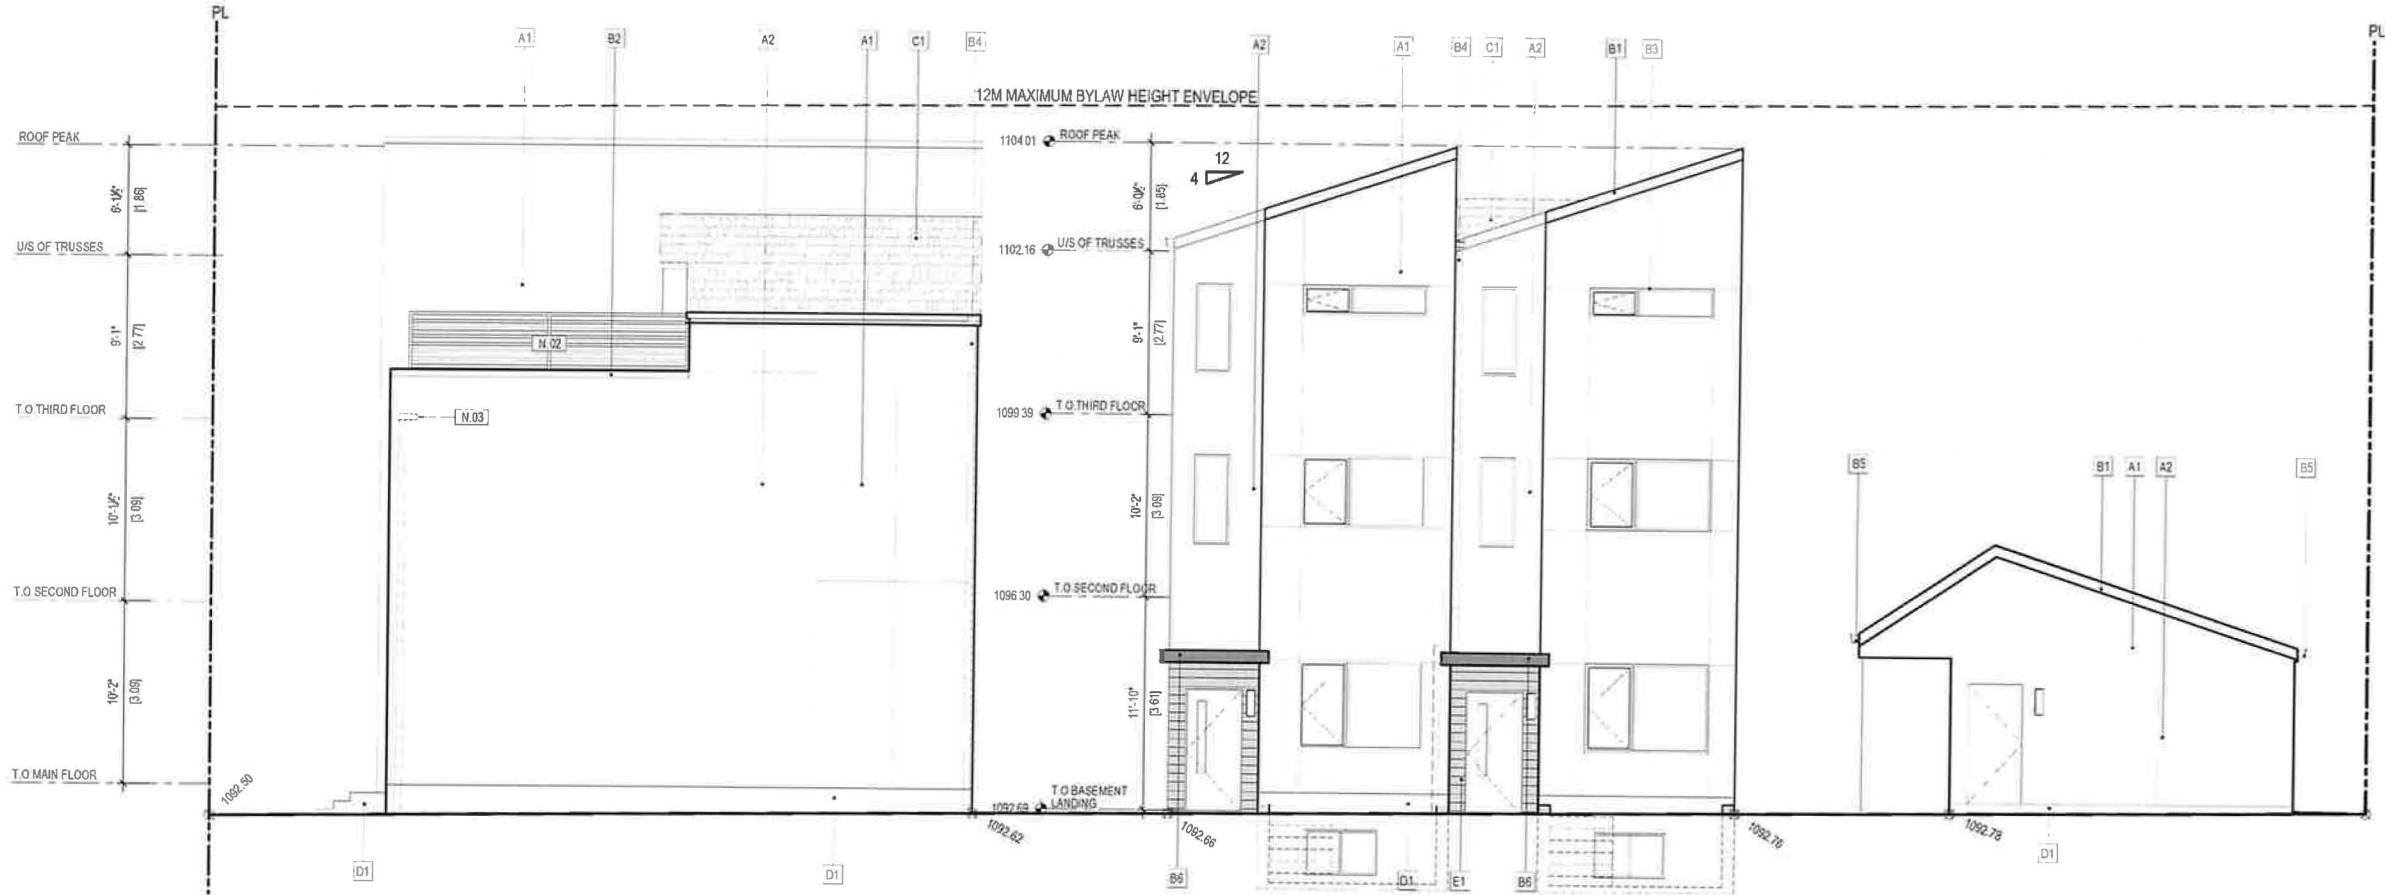 PL
PL
A1
B2
A2
A1
C1
B4
A2
A1
B4
C1
A2
B1
B3
12M MAXIMUM BYLAW HEIGHT ENVELOPE
ROOF PEAK
6'-1½"
[1.86]
U/S OF TRUSSES
9'-1"
[2.77]
T.O THIRD FLOOR
10'-1½"
[3.09]
T.O SECOND FLOOR
10'-2"
[3.09]
T.O MAIN FLOOR
1092.50
N.02
N.03
1104.01
ROOF PEAK
12
4
6'-0½"
[1.85]
1102.16
U/S OF TRUSSES
9'-1"
[2.77]
1099.39
T.O.THIRD FLOOR
10'-2"
[3.09]
1096.30
T.O.SECOND FLOOR
11'-10"
[3.61]
1092.69
T.O BASEMENT
LANDING
B5
B1
A1
A2
B5
1092.62
1092.66
1092.76
1092.78
D1
D1
B6
D1
E1
B6
D1